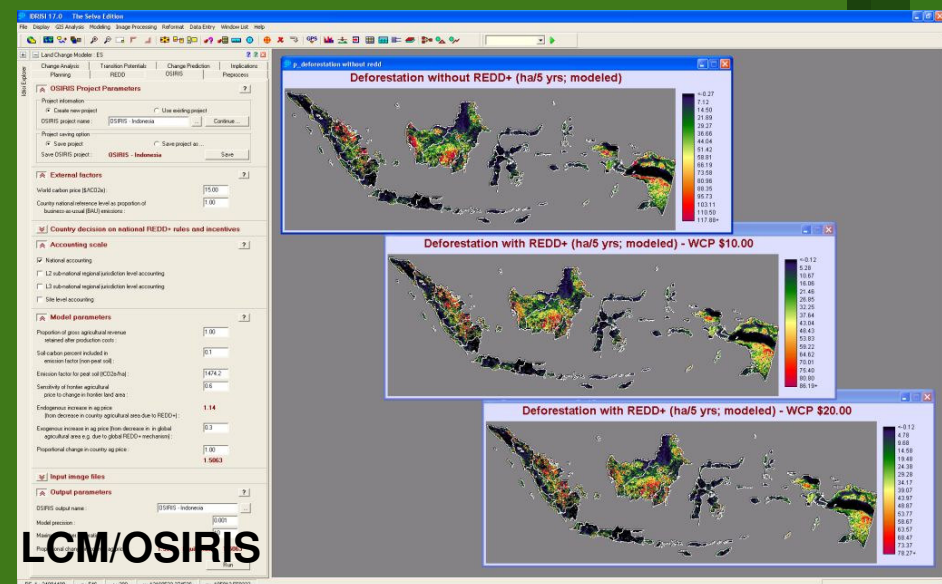 IDRISI 17.0 The Selva Edition
File Display GIS Analysis Modeling Image Processing Reformat Data Entry Window List Help
Land Change Modeler : ES
Change Analysis Transition Potentials Change Prediction Implications
Planning REDD OSIRIS Preprocess
OSIRIS Project Parameters
Project information
Create new project Use existing project
OSIRIS project name : OSIRIS - Indonesia ... Continue...
Project saving option
Save project Save project as...
Save OSIRIS project : OSIRIS - Indonesia Save
External factors
World carbon price ($/tCO2e) : 15.00
Country national reference level as proportion of 1.00
business-as-usual (BAU) emissions :
Country decision on national REDD+ rules and incentives
Accounting scale
National accounting
L2 sub-national regional/jurisdiction level accounting
L3 sub-national regional/jurisdiction level accounting
Site level accounting
Model parameters
Proportion of gross agricultural revenue 1.00
retained after production costs :
Soil carbon percent included in 0.1
emission factor (non-peat soil) :
Emission factor for peat soil (tCO2e/ha) : 1474.2
Sensitivity of frontier agricultural 0.6
price to change in frontier land area :
Endogenous increase in ag price 1.14
(from decrease in country agricultural area due to REDD+) :
Exogenous increase in ag price (from decrease in in global 0.3
agricultural area e.g. due to global REDD+ mechanism) :
Proportional change in country ag price : 1.00
1.5063
Input image files
Output parameters
OSIRIS output name : OSIRIS - Indonesia ...
Model precision : 0.001
LCM/OSIRIS
Run
p_deforestation without redd
Deforestation without REDD+ (ha/5 yrs; modeled)
7.12
14.50
21.89
29.27
36.66
44.04
51.42
58.81
66.19
73.58
80.96
88.35
95.73
103.11
110.50
117.88+
Deforestation with REDD+ (ha/5 yrs; modeled) - WCP $10.00
5.28
10.67
16.06
21.46
26.85
32.25
37.64
43.04
48.43
53.83
59.22
64.62
70.01
75.40
80.80
86.19+
Deforestation with REDD+ (ha/5 yrs; modeled) - WCP $20.00
4.78
9.68
14.58
19.48
24.38
29.28
34.17
39.07
43.97
48.87
53.77
58.67
63.57
68.47
73.37
78.27+